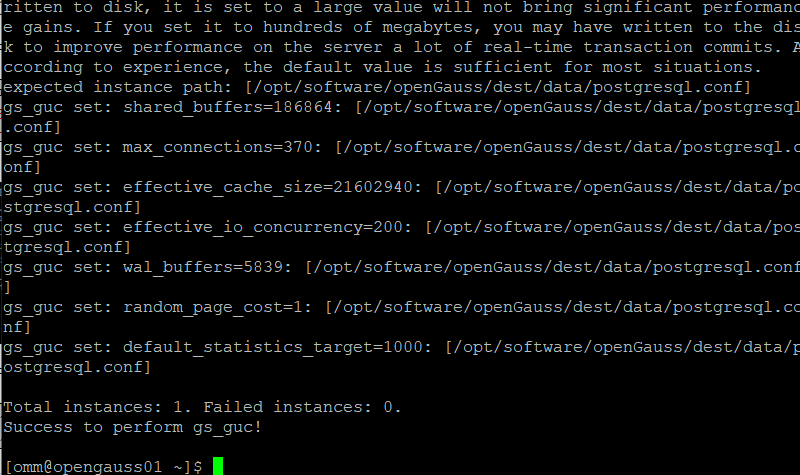 ritten to disk, it is set to a large value will not bring significant performanc
e gains. If you set it to hundreds of megabytes, you may have written to the dis
k to improve performance on the server a lot of real-time transaction commits. A
ccording to experience, the default value is sufficient for most situations.
expected instance path: [/opt/software/openGauss/dest/data/postgresql.conf]
gs_guc set: shared_buffers=186864: [/opt/software/openGauss/dest/data/postgresql
.conf]
gs_guc set: max_connections=370: [/opt/software/openGauss/dest/data/postgresql.c
onf]
gs_guc set: effective_cache_size=21602940: [/opt/software/openGauss/dest/data/po
stgresql.conf]
gs_guc set: effective_io_concurrency=200: [/opt/software/openGauss/dest/data/pos
tgresql.conf]
gs_guc set: wal_buffers=5839: [/opt/software/openGauss/dest/data/postgresql.conf
]
gs_guc set: random_page_cost=1: [/opt/software/openGauss/dest/data/postgresql.co
nf]
gs_guc set: default_statistics_target=1000: [/opt/software/openGauss/dest/data/p
ostgresql.conf]
Total instances: 1. Failed instances: 0.
Success to perform gs_guc!
[omm@opengauss01 ~]$